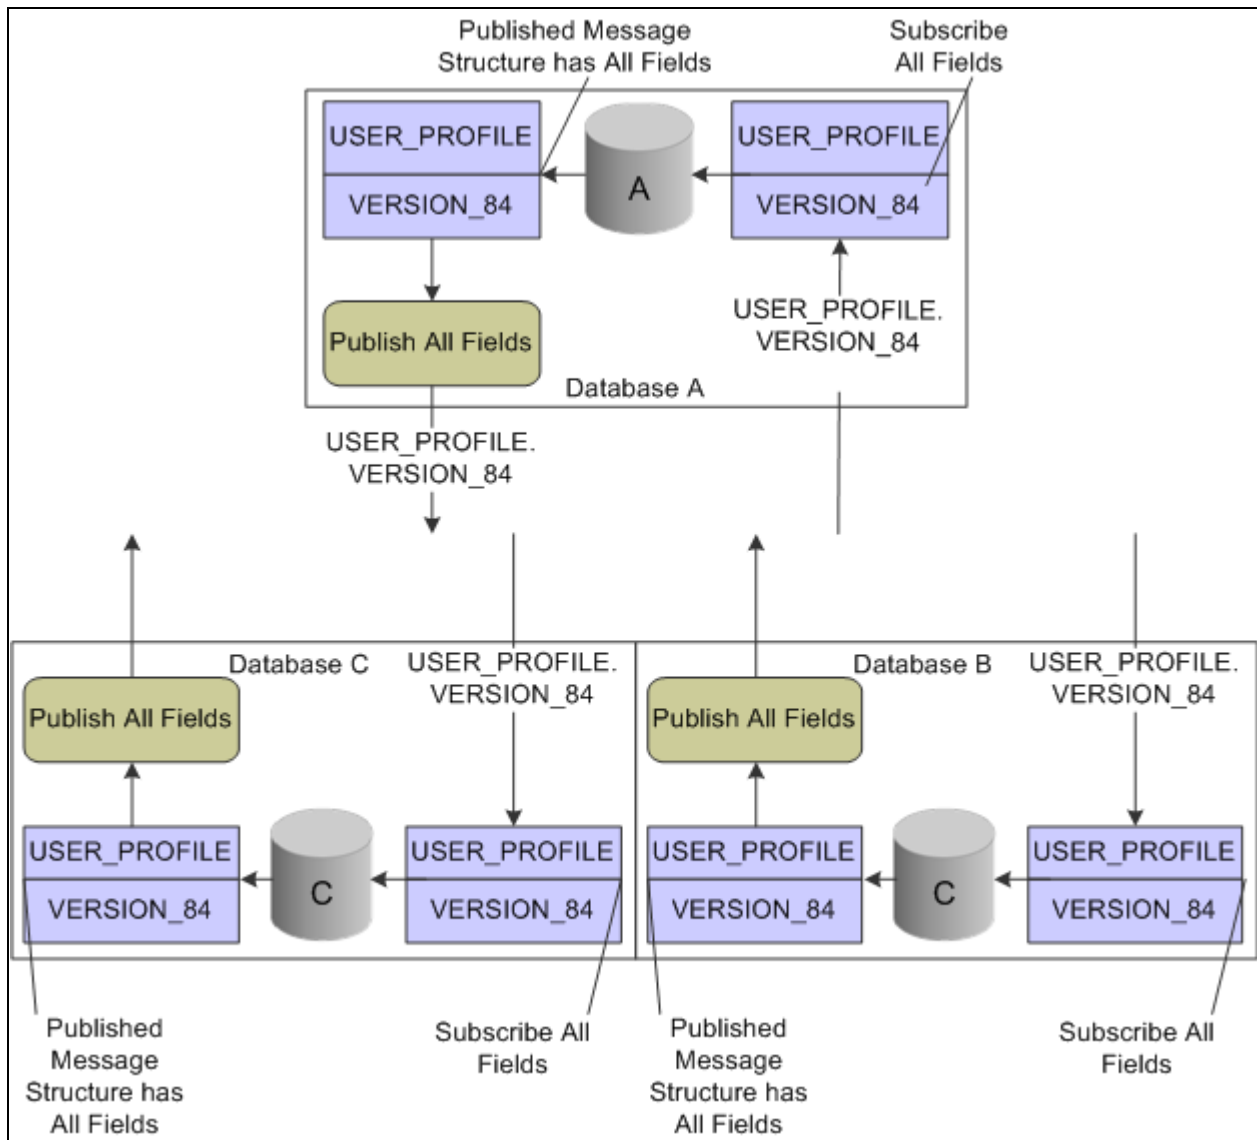 Published Message
Structure has All Fields
Subscribe
All Fields
USER_PROFILE
VERSION_84
A
USER_PROFILE
VERSION_84
Publish All Fields
USER_PROFILE.
VERSION_84
Database A
USER_PROFILE.
VERSION_84
Database C
USER_PROFILE.
VERSION_84
Publish All Fields
USER_PROFILE
VERSION_84
C
USER_PROFILE
VERSION_84
Published
Message
Structure has
All Fields
Subscribe All
Fields
Database B
USER_PROFILE.
VERSION_84
Publish All Fields
USER_PROFILE
VERSION_84
C
USER_PROFILE
VERSION_84
Published
Message
Structure has
All Fields
Subscribe All
Fields